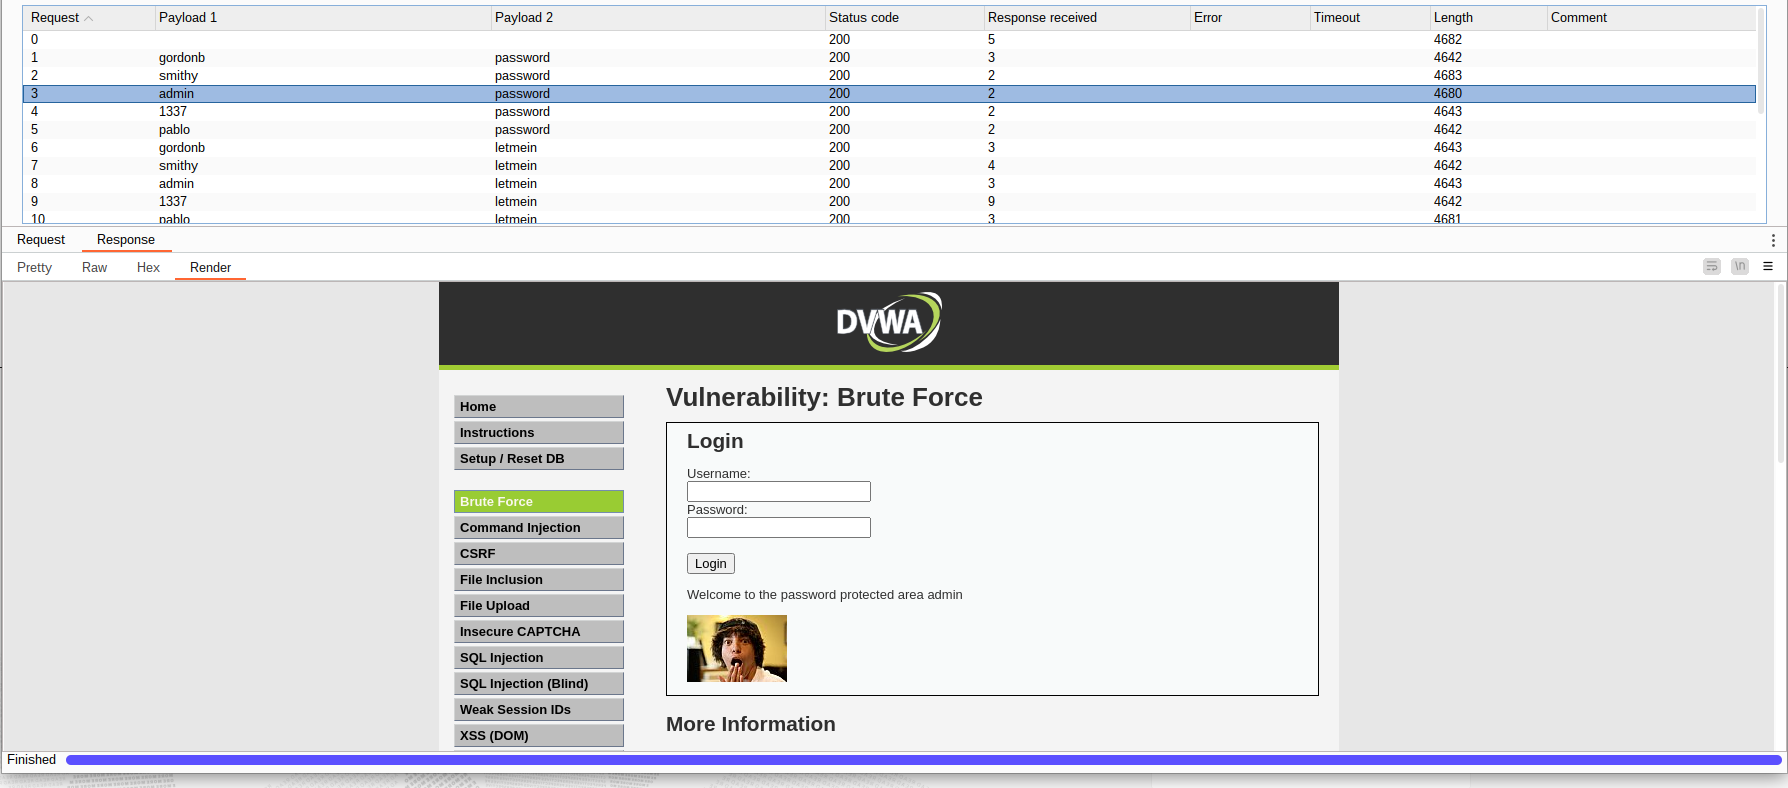 Request Payload 1 Payload 2 Status code Response received Error Timeout Length Comment
0 200 5 4682
1 gordonb password 200 3 4642
2 smithy password 200 2 4683
3 admin password 200 2 4680
4 1337 password 200 2 4643
5 pablo password 200 2 4642
6 gordonb letmein 200 3 4643
7 smithy letmein 200 4 4642
8 admin letmein 200 3 4643
9 1337 letmein 200 9 4642
10 pablo letmein 200 3 4681
Request Response
Pretty Raw Hex Render \n
DVWA
Home
Instructions
Setup / Reset DB
Brute Force
Command Injection
CSRF
File Inclusion
File Upload
Insecure CAPTCHA
SQL Injection
SQL Injection (Blind)
Weak Session IDs
XSS (DOM)
Vulnerability: Brute Force
Login
Username:
Password:
Login
Welcome to the password protected area admin
More Information
Finished